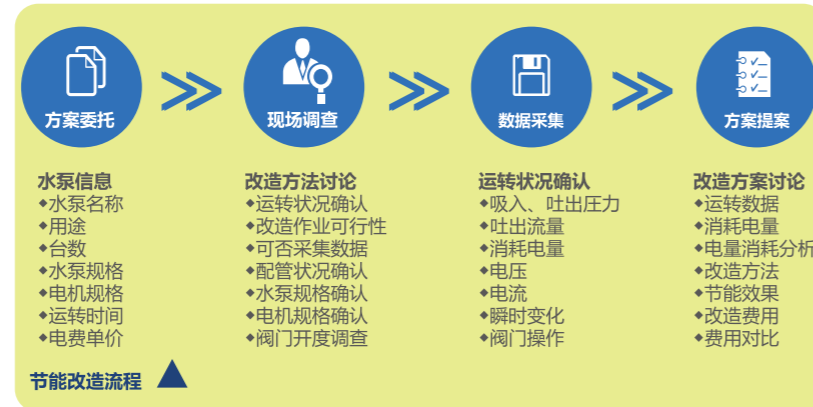 方案委托
现场调查
数据采集
方案提案
水泵信息
◆水泵名称
◆用途
◆台数
◆水泵规格
◆电机规格
◆运转时间
◆电费单价
改造方法讨论
◆运转状况确认
◆改造作业可行性
◆可否采集数据
◆配管状况确认
◆水泵规格确认
◆电机规格确认
◆阀门开度调查
运转状况确认
◆吸入、吐出压力
◆吐出流量
◆消耗电量
◆电压
◆电流
◆瞬时变化
◆阀门操作
改造方案讨论
◆运转数据
◆消耗电量
◆电量消耗分析
◆改造方法
◆节能效果
◆改造费用
◆费用对比
节能改造流程